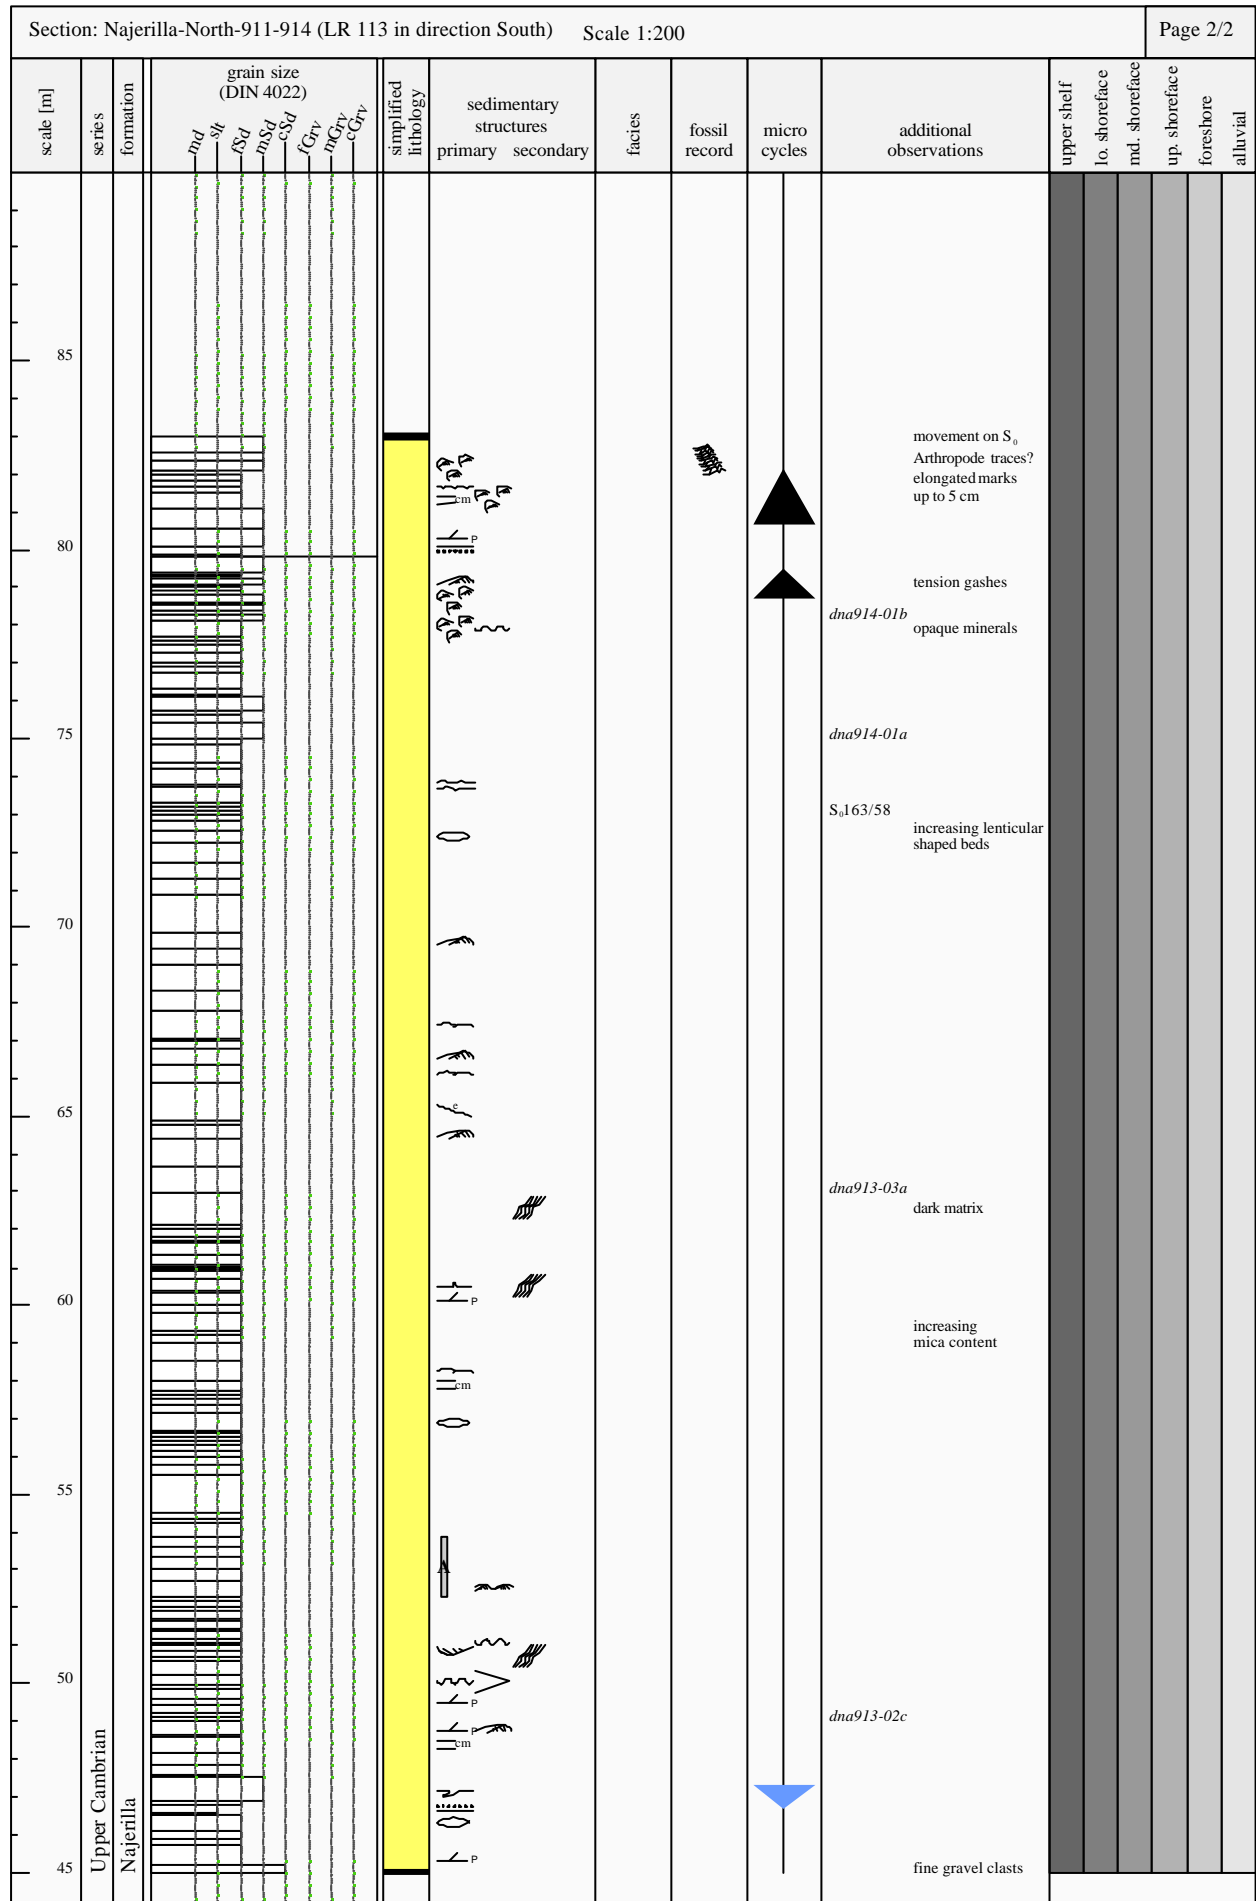 Section: Najerilla-North-911-914 (LR 113 in direction South) Scale 1:200
Page 2/2
scale [m]
series
formation
grain size
(DIN 4022)
md
slt
fSd
mSd
cSd
fGrv
mGrv
cGrv
simplified
lithology
sedimentary
structures
primary secondary
facies
fossil
record
micro
cycles
additional
observations
upper shelf
lo. shoreface
md. shoreface
up. shoreface
foreshore
alluvial
85
movement on S₀
Arthropode traces?
elongated marks
up to 5 cm
cm
P
80
tension gashes
dna914-01b
opaque minerals
75
dna914-01a
S₀163/58
increasing lenticular
shaped beds
70
65
e
dna913-03a
dark matrix
60
P
increasing
mica content
cm
55
A
50
P
dna913-02c
P
cm
Upper Cambrian
Najerilla
P
45
fine gravel clasts